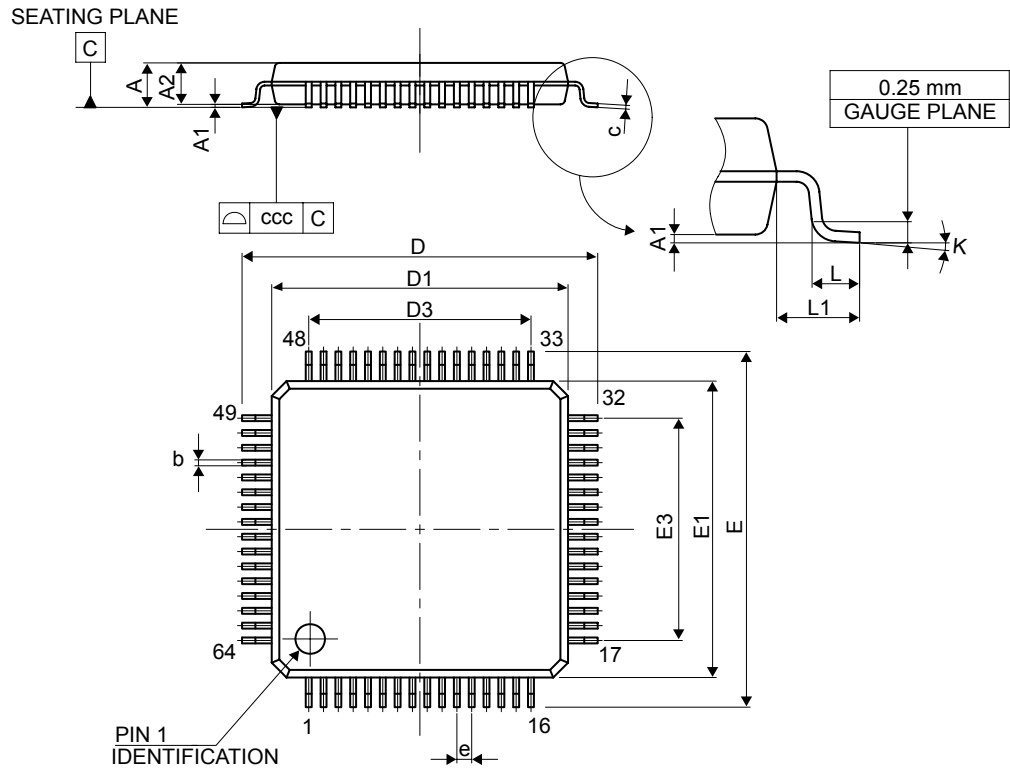 SEATING PLANE
C
A
A2
A1
c
0.25 mm
GAUGE PLANE
ccc C
A1
K
L
L1
D
D1
D3
48
33
49
32
b
E3
E1
E
64
17
1
16
PIN 1
IDENTIFICATION
e